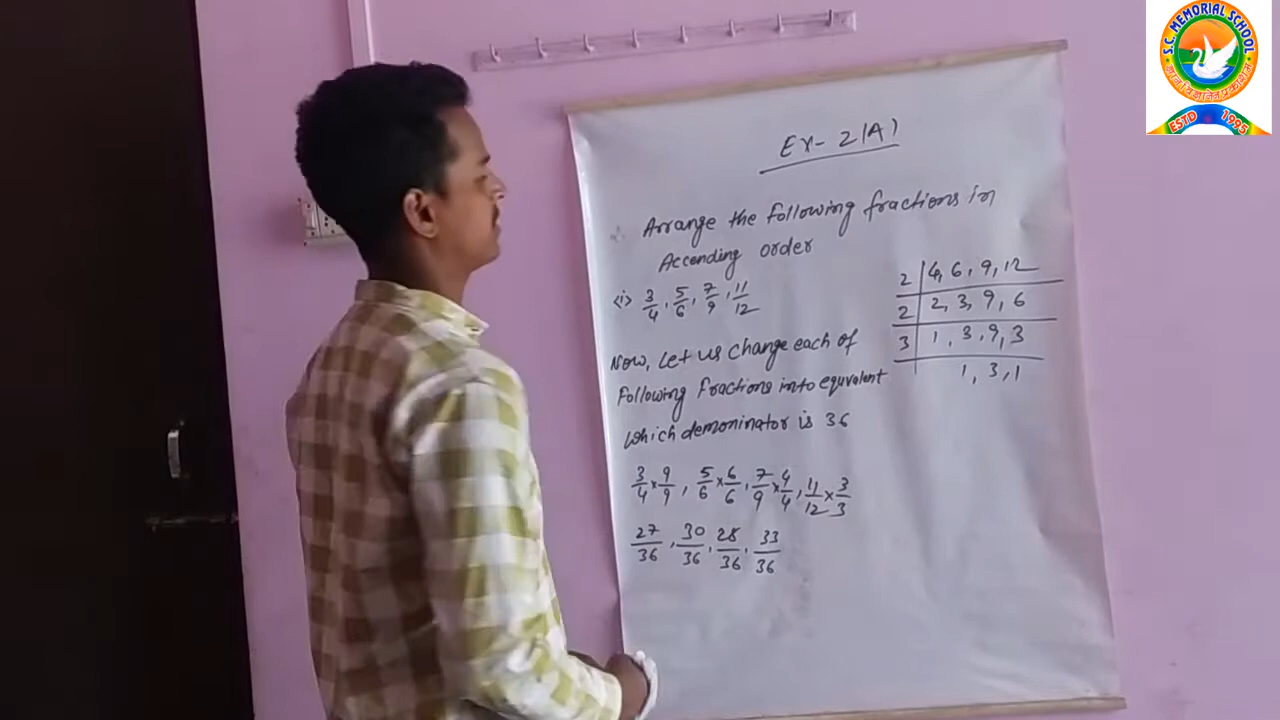 S.C. MEMORIAL SCHOOL
ESTD 1995
Ex- 2(A)
Arrange the following fractions in
Accending order
<i> 3/4, 5/6, 7/9, 11/12
2 | 4, 6, 9, 12
2 | 2, 3, 9, 6
3 | 1, 3, 9, 3
1, 3, 1
Now, Let us change each of
Following fractions into equvalent
which demoninator is 36
3/4 × 9/9, 5/6 × 6/6, 7/9 × 4/4, 11/12 × 3/3
27/36, 30/36, 28/36, 33/36